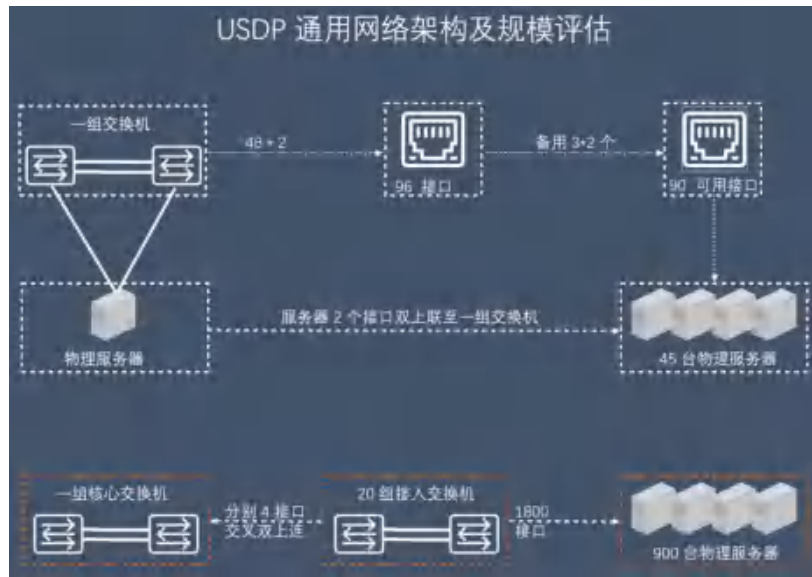 USDP 通用网络架构及规模评估
一组交换机
48 * 2
96 接口
备用 3*2 个
90 可用接口
物理服务器
服务器 2 个接口双上联至一组交换机
45 台物理服务器
一组核心交换机
分别 4 接口
交叉双上连
20 组接入交换机
1800
接口
900 台物理服务器